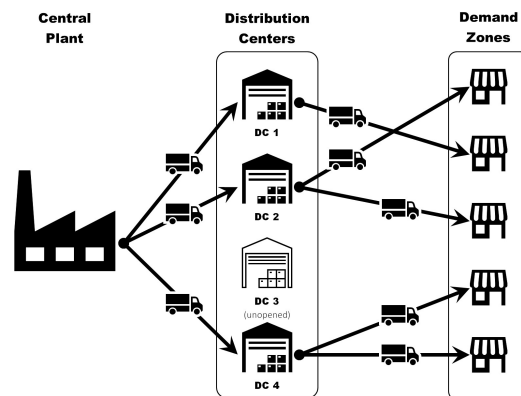 Central
Plant
Distribution
Centers
Demand
Zones
DC 1
DC 2
DC 3
(unopened)
DC 4